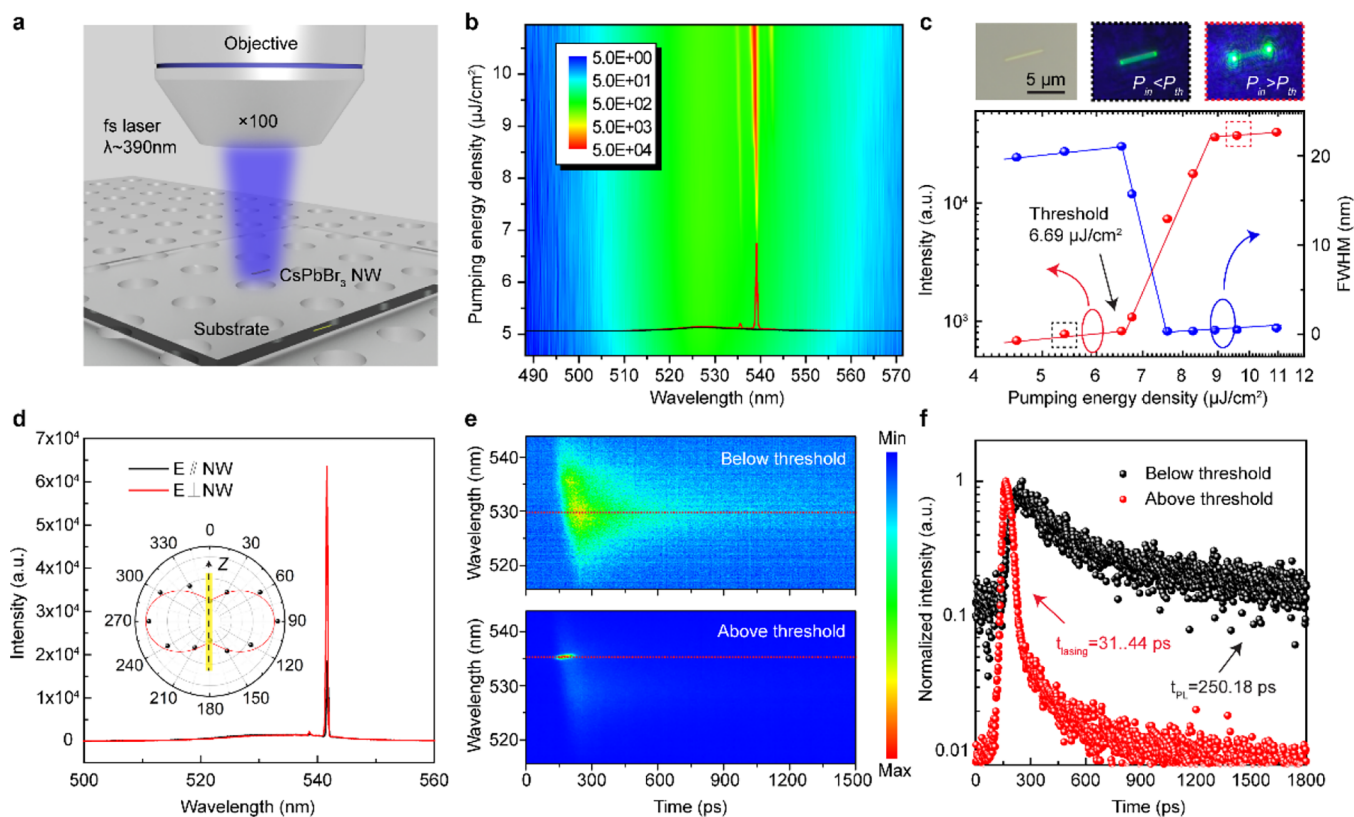 a
Objective
×100
fs laser
λ~390nm
CsPbBr3 NW
Substrate
b
Pumping energy density (μJ/cm²)
11
10
9
8
7
6
5
5.0E+00
5.0E+01
5.0E+02
5.0E+03
5.0E+04
490 500 510 520 530 540 550 560 570
Wavelength (nm)
c
5 μm
Pin<Pth
Pin>Pth
Intensity (a.u.)
10⁴
10³
Threshold
6.69 μJ/cm²
20
10
0
FWHM (nm)
4 5 6 7 8 9 10 11 12
Pumping energy density (μJ/cm²)
d
Intensity (a.u.)
7x10⁴
6x10⁴
5x10⁴
4x10⁴
3x10⁴
2x10⁴
1x10⁴
0
E // NW
E ⊥ NW
0
30
60
90
120
150
180
210
240
270
300
330
Z
500 520 540 560
Wavelength (nm)
e
Wavelength (nm)
540
530
520
Below threshold
Wavelength (nm)
540
530
520
Above threshold
0 300 600 900 1200 1500
Time (ps)
Min
Max
f
Normalized intensity (a.u.)
1
0.1
0.01
Below threshold
Above threshold
tlasing=31..44 ps
tPL=250.18 ps
0 300 600 900 1200 1500 1800
Time (ps)